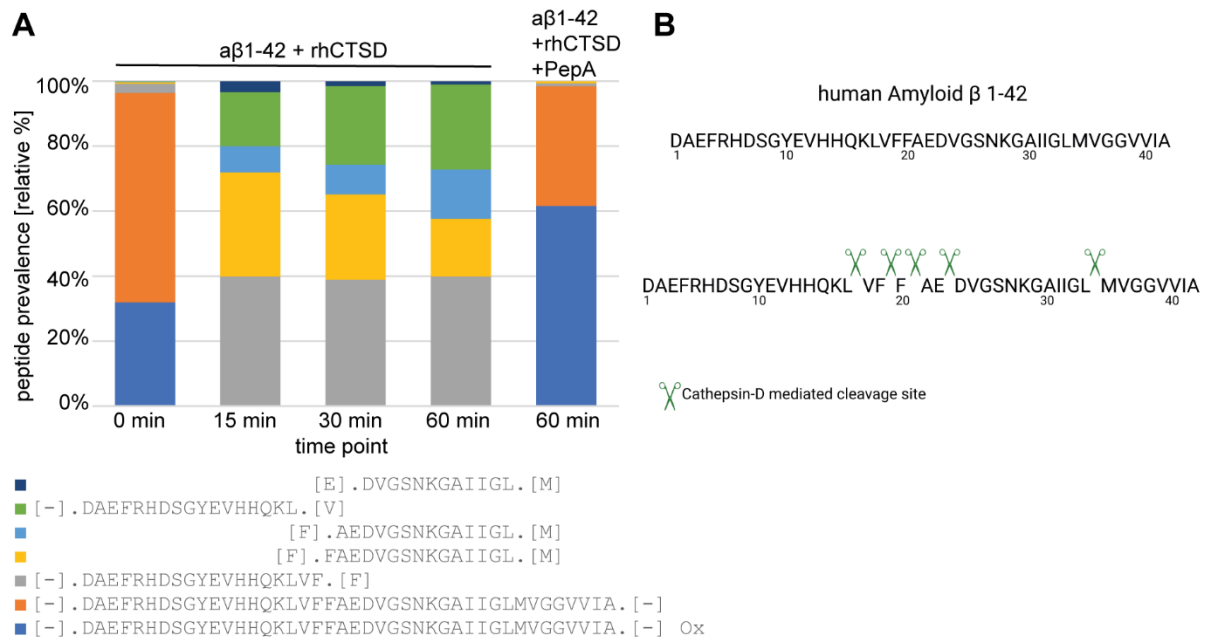 A
aβ1-42 + rhCTSD
aβ1-42
+rhCTSD
+PepA
peptide prevalence [relative %]
100%
80%
60%
40%
20%
0%
0 min 15 min 30 min 60 min 60 min
time point
[E].DVGSNKGAIIGL.[M]
[-].DAEFRHDSGYEVHHQKL.[V]
[F].AEDVGSNKGAIIGL.[M]
[F].FAEDVGSNKGAIIGL.[M]
[-].DAEFRHDSGYEVHHQKLVF.[F]
[-].DAEFRHDSGYEVHHQKLVFFAEDVGSNKGAIIGLMVGGVVIA.[-]
[-].DAEFRHDSGYEVHHQKLVFFAEDVGSNKGAIIGLMVGGVVIA.[-] Ox
B
human Amyloid β 1-42
DAEFRHDSGYEVHHQKLVFFAEDVGSNKGAIIGLMVGGVVIA
1 10 20 30 40
DAEFRHDSGYEVHHQKL VF F AE DVGSNKGAIIGL MVGGVVIA
1 10 20 30 40
Cathepsin-D mediated cleavage site